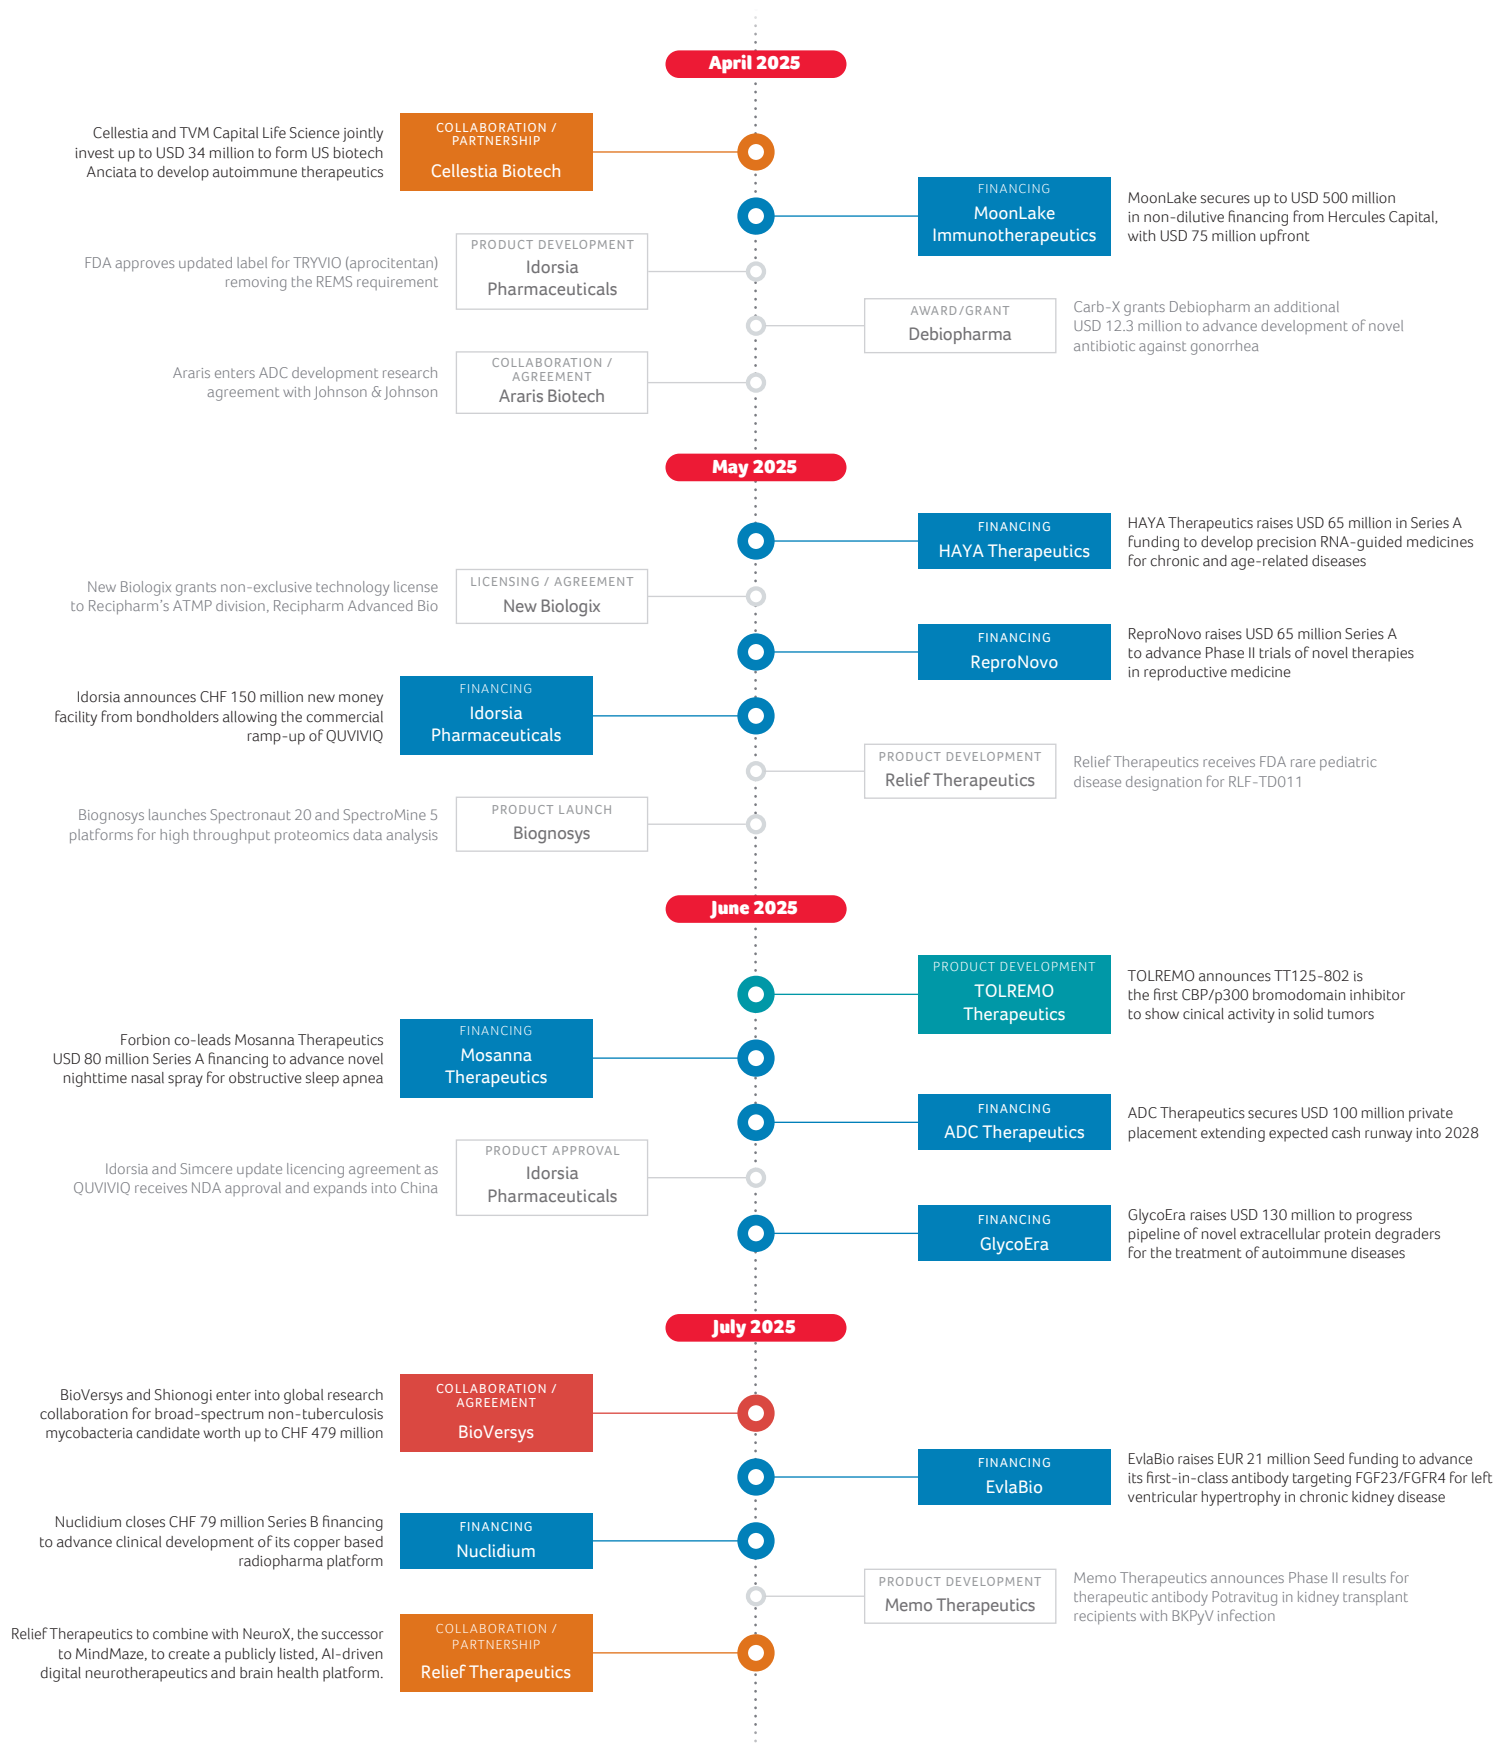 April 2025
Cellestia and TVM Capital Life Science jointly
invest up to USD 34 million to form US biotech
Anciata to develop autoimmune therapeutics
COLLABORATION /
PARTNERSHIP
Cellestia Biotech
FINANCING
MoonLake
Immunotherapeutics
MoonLake secures up to USD 500 million
in non-dilutive financing from Hercules Capital,
with USD 75 million upfront
FDA approves updated label for TRYVIO (aprocitentan)
removing the REMS requirement
PRODUCT DEVELOPMENT
Idorsia
Pharmaceuticals
AWARD/GRANT
Debiopharma
Carb-X grants Debiopharm an additional
USD 12.3 million to advance development of novel
antibiotic against gonorrhea
Araris enters ADC development research
agreement with Johnson & Johnson
COLLABORATION /
AGREEMENT
Araris Biotech
May 2025
FINANCING
HAYA Therapeutics
HAYA Therapeutics raises USD 65 million in Series A
funding to develop precision RNA-guided medicines
for chronic and age-related diseases
New Biologix grants non-exclusive technology license
to Recipharm's ATMP division, Recipharm Advanced Bio
LICENSING / AGREEMENT
New Biologix
FINANCING
ReproNovo
ReproNovo raises USD 65 million Series A
to advance Phase II trials of novel therapies
in reproductive medicine
Idorsia announces CHF 150 million new money
facility from bondholders allowing the commercial
ramp-up of QUVIVIQ
FINANCING
Idorsia
Pharmaceuticals
PRODUCT DEVELOPMENT
Relief Therapeutics
Relief Therapeutics receives FDA rare pediatric
disease designation for RLF-TD011
Biognosys launches Spectronaut 20 and SpectroMine 5
platforms for high throughput proteomics data analysis
PRODUCT LAUNCH
Biognosys
June 2025
PRODUCT DEVELOPMENT
TOLREMO
Therapeutics
TOLREMO announces TT125-802 is
the first CBP/p300 bromodomain inhibitor
to show cinical activity in solid tumors
Forbion co-leads Mosanna Therapeutics
USD 80 million Series A financing to advance novel
nighttime nasal spray for obstructive sleep apnea
FINANCING
Mosanna
Therapeutics
FINANCING
ADC Therapeutics
ADC Therapeutics secures USD 100 million private
placement extending expected cash runway into 2028
Idorsia and Simcere update licencing agreement as
QUVIVIQ receives NDA approval and expands into China
PRODUCT APPROVAL
Idorsia
Pharmaceuticals
FINANCING
GlycoEra
GlycoEra raises USD 130 million to progress
pipeline of novel extracellular protein degraders
for the treatment of autoimmune diseases
July 2025
BioVersys and Shionogi enter into global research
collaboration for broad-spectrum non-tuberculosis
mycobacteria candidate worth up to CHF 479 million
COLLABORATION /
AGREEMENT
BioVersys
FINANCING
EvlaBio
EvlaBio raises EUR 21 million Seed funding to advance
its first-in-class antibody targeting FGF23/FGFR4 for left
ventricular hypertrophy in chronic kidney disease
Nuclidium closes CHF 79 million Series B financing
to advance clinical development of its copper based
radiopharma platform
FINANCING
Nuclidium
PRODUCT DEVELOPMENT
Memo Therapeutics
Memo Therapeutics announces Phase II results for
therapeutic antibody Potravitug in kidney transplant
recipients with BKPyV infection
Relief Therapeutics to combine with NeuroX, the successor
to MindMaze, to create a publicly listed, AI-driven
digital neurotherapeutics and brain health platform.
COLLABORATION /
PARTNERSHIP
Relief Therapeutics